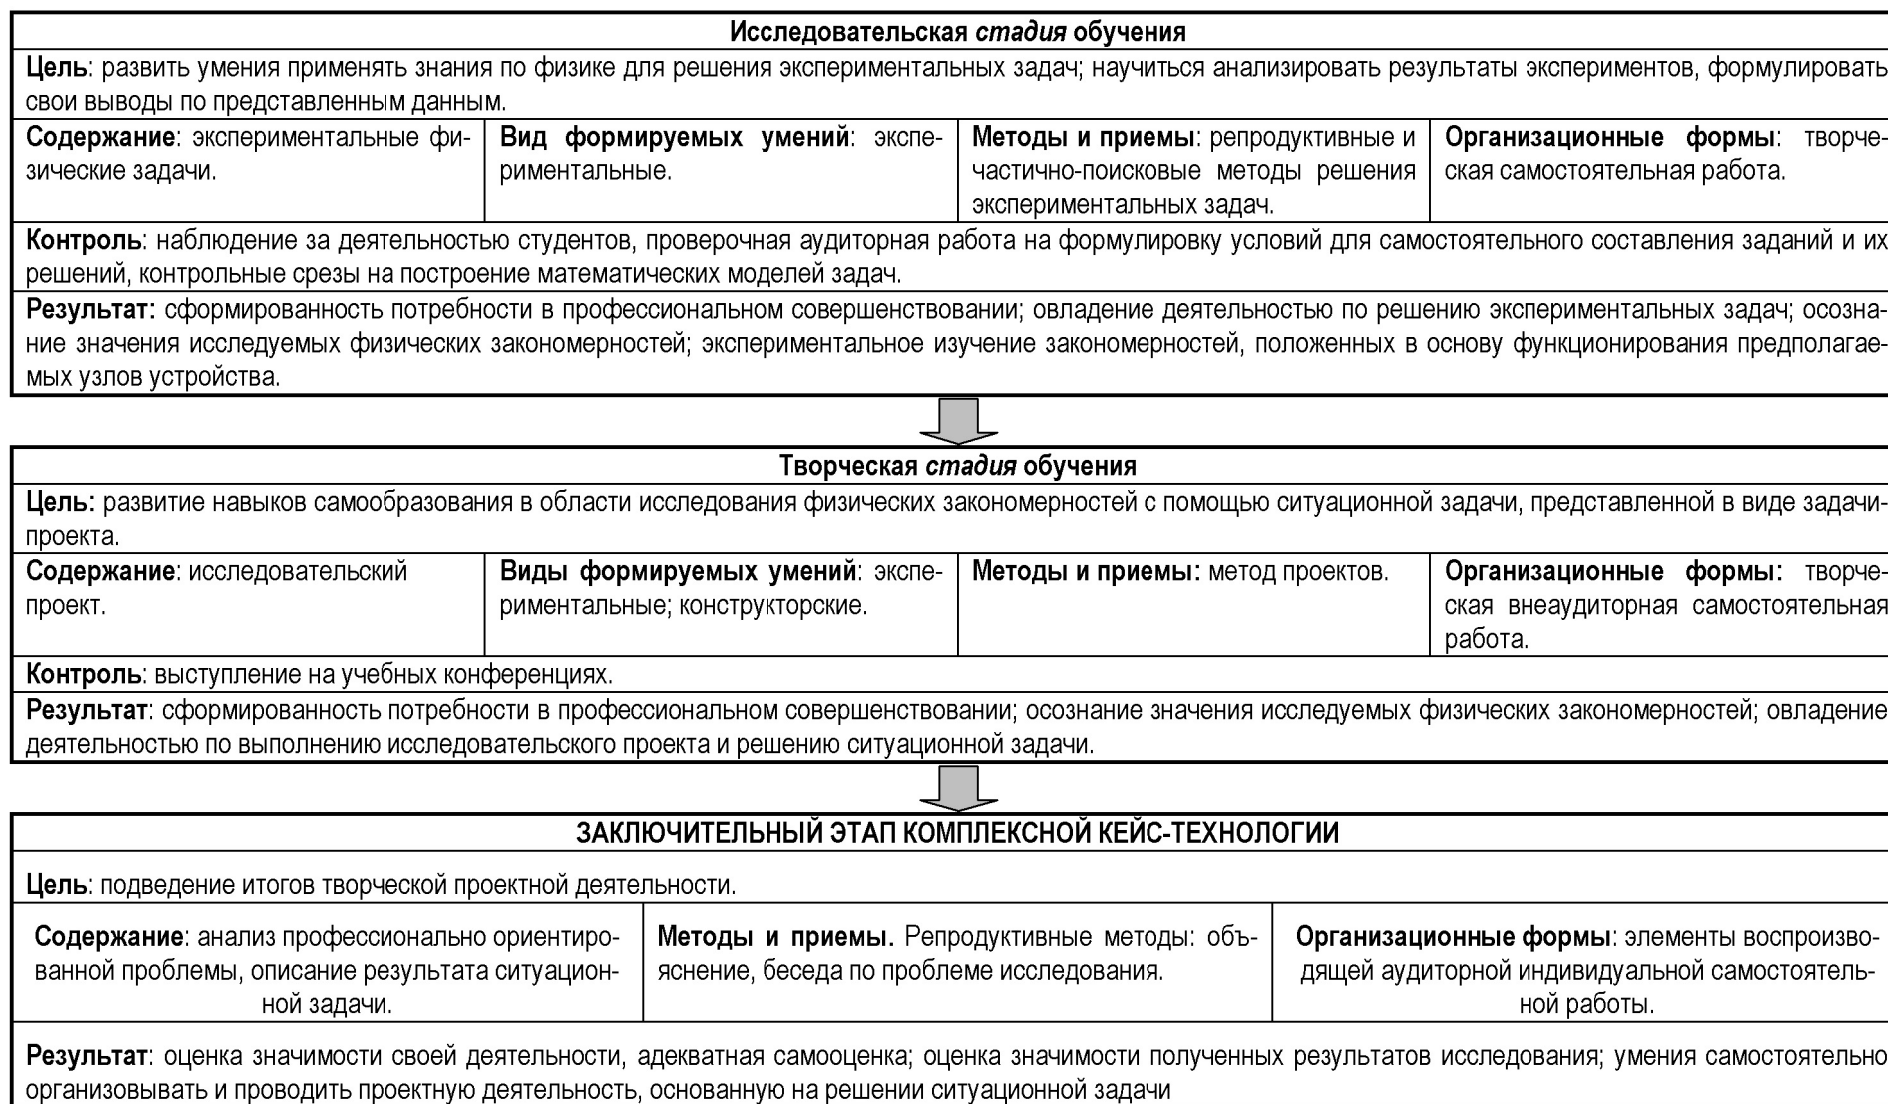 Исследовательская стадия обучения
Цель: развить умения применять знания по физике для решения экспериментальных задач; научиться анализировать результаты экспериментов, формулировать
свои выводы по представленным данным.
Содержание: экспериментальные фи-
зические задачи.
Вид формируемых умений: экспе-
риментальные.
Методы и приемы: репродуктивные и
частично-поисковые методы решения
экспериментальных задач.
Организационные формы: творче-
ская самостоятельная работа.
Контроль: наблюдение за деятельностью студентов, проверочная аудиторная работа на формулировку условий для самостоятельного составления заданий и их
решений, контрольные срезы на построение математических моделей задач.
Результат: сформированность потребности в профессиональном совершенствовании; овладение деятельностью по решению экспериментальных задач; осозна-
ние значения исследуемых физических закономерностей; экспериментальное изучение закономерностей, положенных в основу функционирования предполагае-
мых узлов устройства.
Творческая стадия обучения
Цель: развитие навыков самообразования в области исследования физических закономерностей с помощью ситуационной задачи, представленной в виде задачи-
проекта.
Содержание: исследовательский
проект.
Виды формируемых умений: экспе-
риментальные; конструкторские.
Методы и приемы: метод проектов.
Организационные формы: творче-
ская внеаудиторная самостоятельная
работа.
Контроль: выступление на учебных конференциях.
Результат: сформированность потребности в профессиональном совершенствовании; осознание значения исследуемых физических закономерностей; овладение
деятельностью по выполнению исследовательского проекта и решению ситуационной задачи.
ЗАКЛЮЧИТЕЛЬНЫЙ ЭТАП КОМПЛЕКСНОЙ КЕЙС-ТЕХНОЛОГИИ
Цель: подведение итогов творческой проектной деятельности.
Содержание: анализ профессионально ориентиро-
ванной проблемы, описание результата ситуацион-
ной задачи.
Методы и приемы. Репродуктивные методы: объ-
яснение, беседа по проблеме исследования.
Организационные формы: элементы воспроизво-
дящей аудиторной индивидуальной самостоятель-
ной работы.
Результат: оценка значимости своей деятельности, адекватная самооценка; оценка значимости полученных результатов исследования; умения самостоятельно
организовывать и проводить проектную деятельность, основанную на решении ситуационной задачи